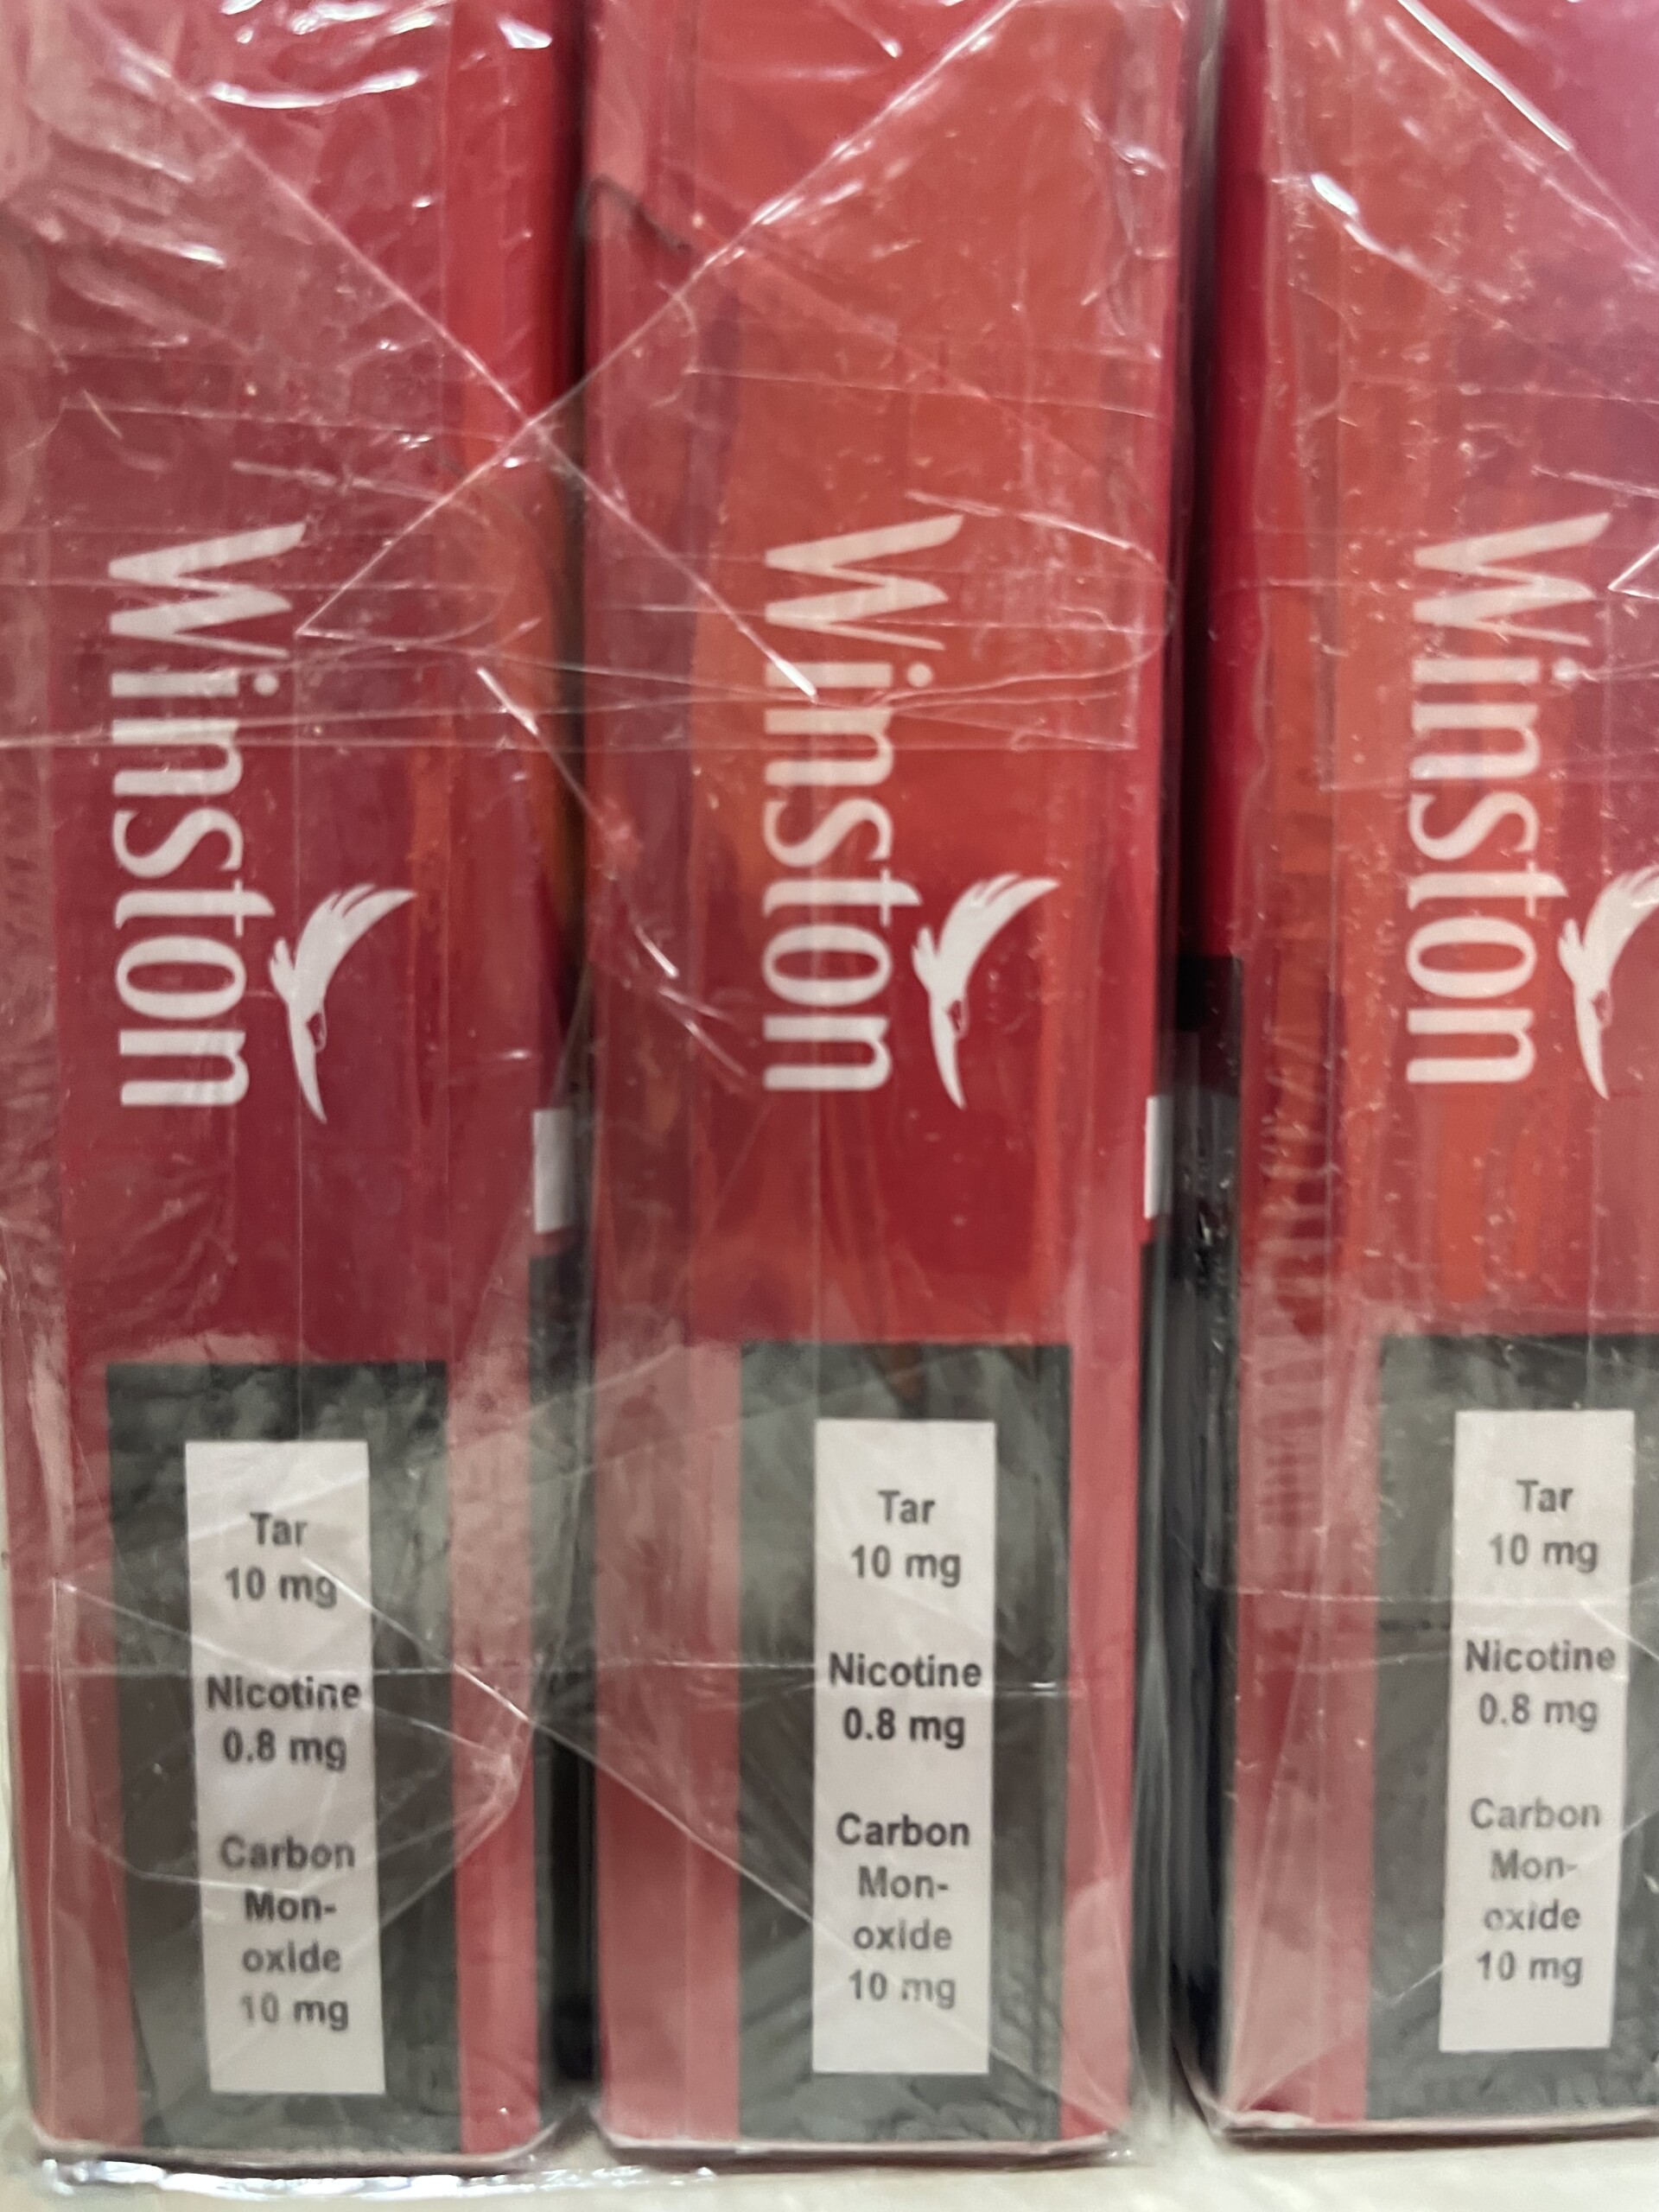 Winston
Tar
10 mg
Nicotine
0.8 mg
Carbon
Mon-
oxide
10 mg
Winston
Tar
10 mg
Nicotine
0.8 mg
Carbon
Mon-
oxide
10 mg
Winston
Tar
10 mg
Nicotine
0.8 mg
Carbon
Mon-
oxide
10 mg